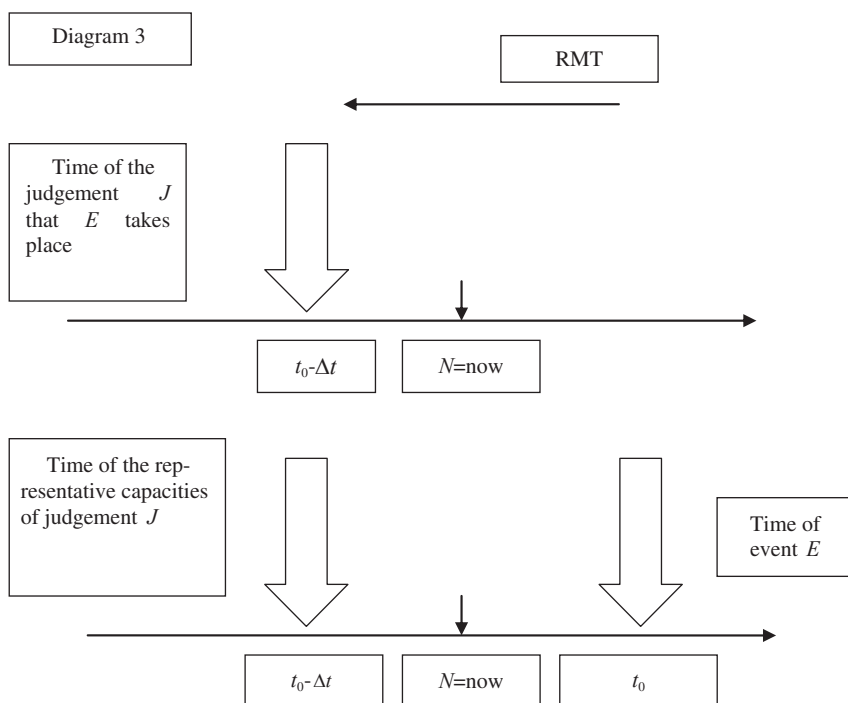 Diagram 3
RMT
Time of the
judgement J
that E takes
place
t₀-Δt
N=now
Time of the rep-
resentative capacities
of judgement J
Time of
event E
t₀-Δt
N=now
t₀